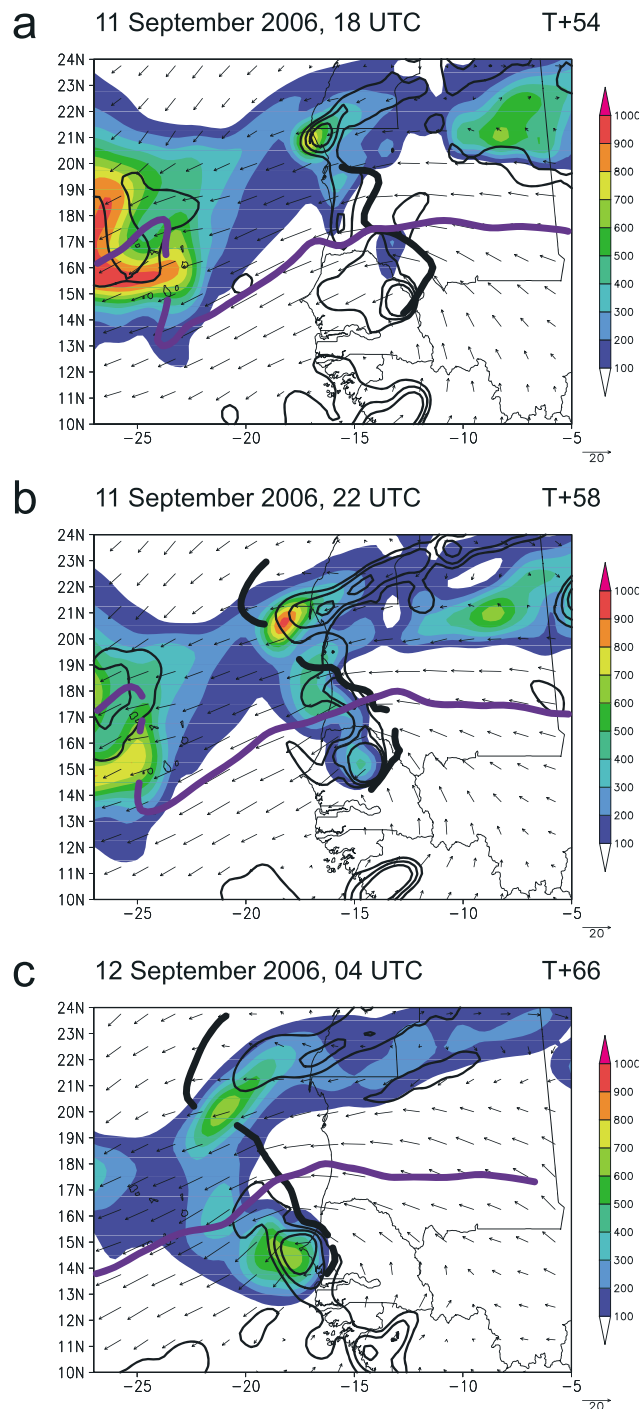 a 11 September 2006, 18 UTC T+54
24N
23N
22N
21N
20N
19N
18N
17N
16N
15N
14N
13N
12N
11N
10N
−25 −20 −15 −10 −5
1000
900
800
700
600
500
400
300
200
100
20
b 11 September 2006, 22 UTC T+58
24N
23N
22N
21N
20N
19N
18N
17N
16N
15N
14N
13N
12N
11N
10N
−25 −20 −15 −10 −5
1000
900
800
700
600
500
400
300
200
100
20
c 12 September 2006, 04 UTC T+66
24N
23N
22N
21N
20N
19N
18N
17N
16N
15N
14N
13N
12N
11N
10N
−25 −20 −15 −10 −5
1000
900
800
700
600
500
400
300
200
100
20